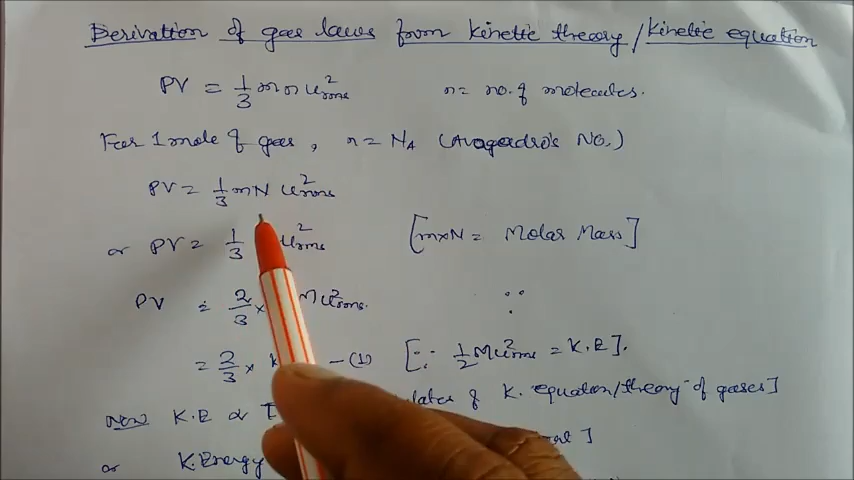 Derivation of gas laws from Kinetic theory/Kinetic equation
PV = 1/3 m n u²rms n = no. of molecules.
For 1 mole of gas, n = NA (Avogadro's No.)
PV = 1/3 mN u²rms
or PV = 1/3 u²rms [m×N = Molar Mass]
PV = 2/3 × M u²rms. ∵
= 2/3 × K —(1) [∵ 1/2 M u²rms = K.E].
Now K.E α of K. equation/theory of gases]
or K.Energy ]